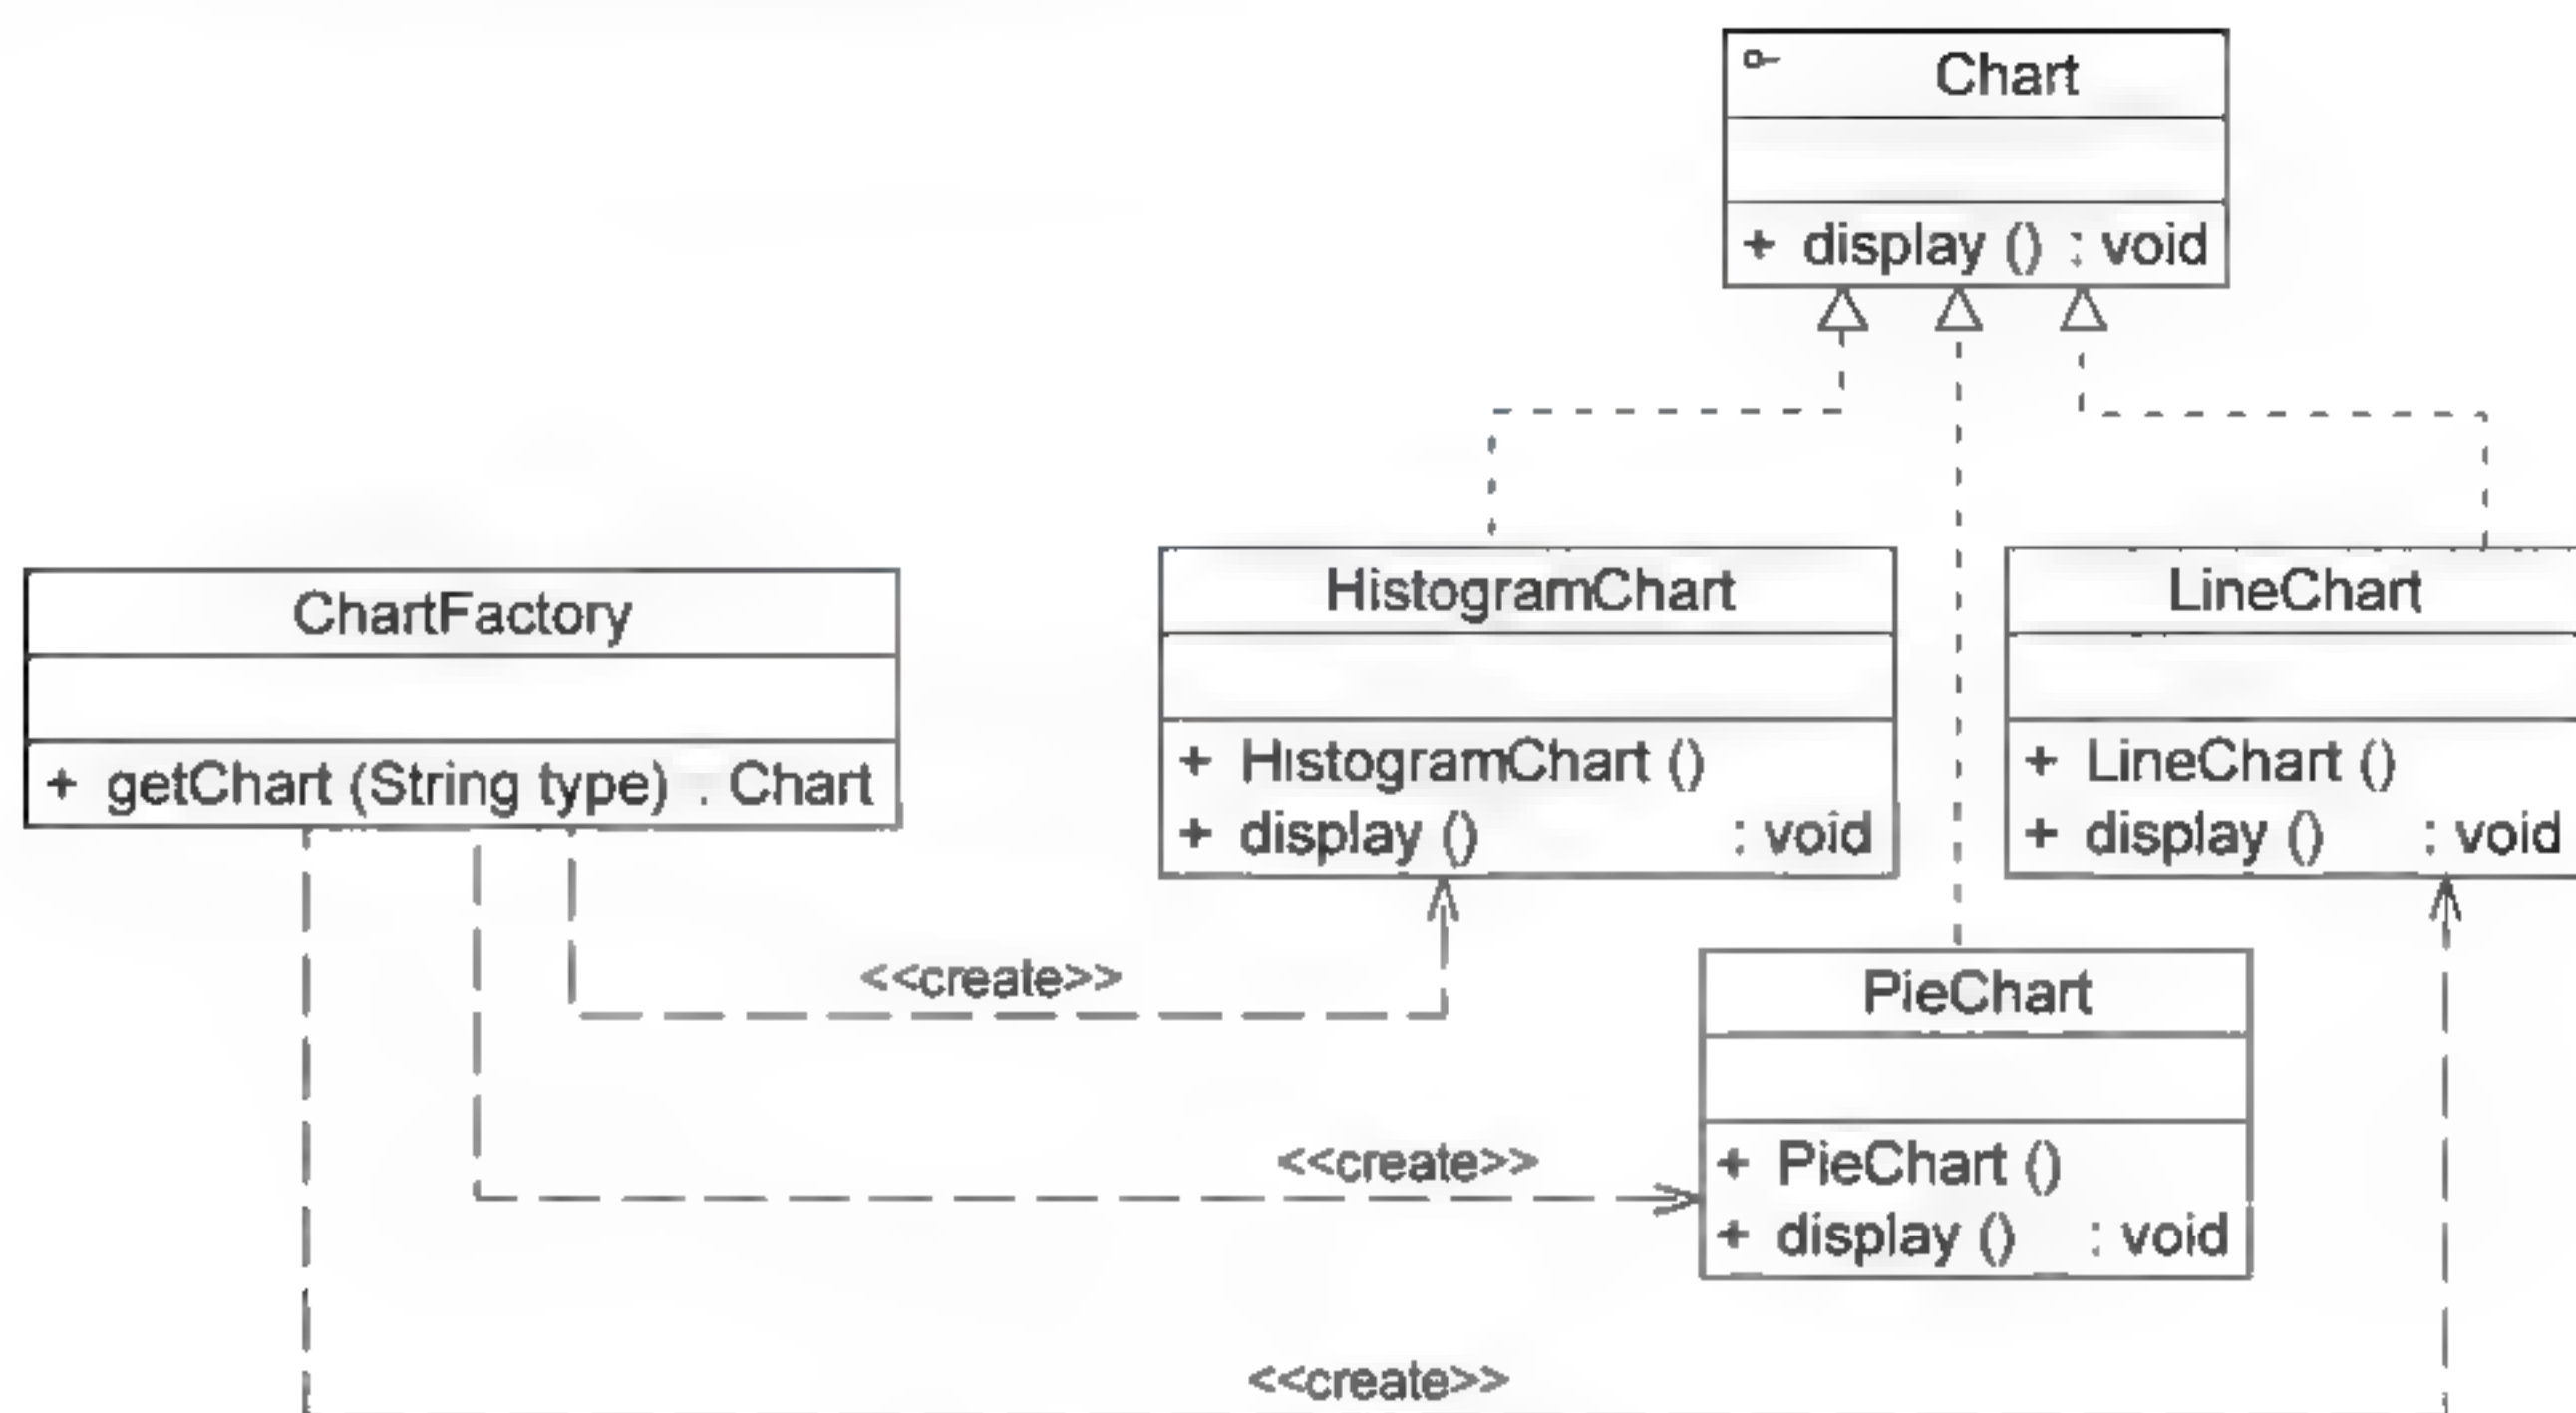 Chart
+ display () : void
ChartFactory
+ getChart (String type) : Chart
HistogramChart
+ HistogramChart ()
+ display () : void
LineChart
+ LineChart ()
+ display () : void
<<create>>
PieChart
+ PieChart ()
+ display () : void
<<create>>
<<create>>